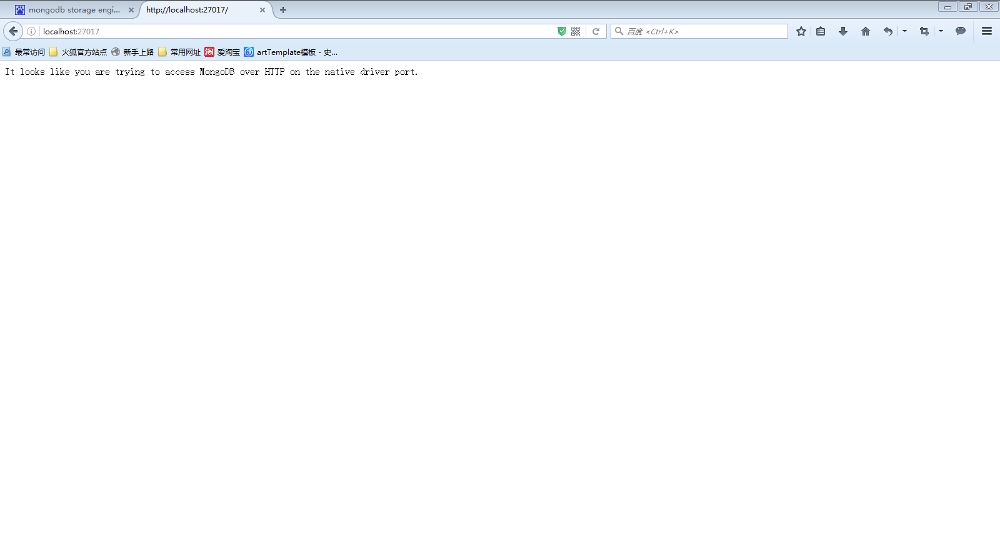 mongodb storage engi...
http://localhost:27017/
localhost:27017
百度 <Ctrl+K>
最常访问 火狐官方站点 新手上路 常用网址 淘 爱淘宝 artTemplate模板 - 史...
It looks like you are trying to access MongoDB over HTTP on the native driver port.